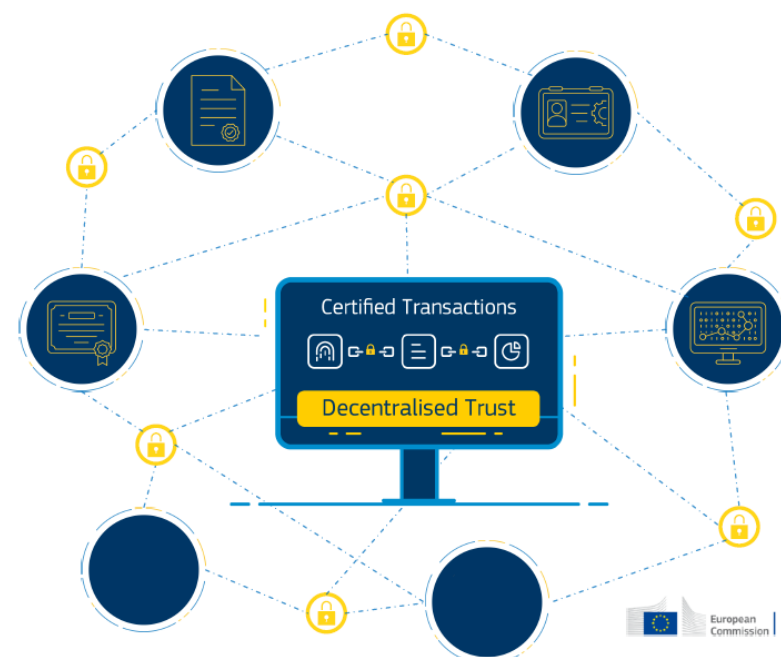 Certified Transactions
Decentralised Trust
European
Commission